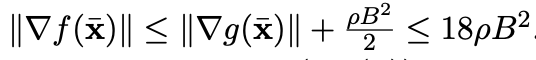 ‖∇f(x̄)‖ ≤ ‖∇g(x̄)‖ + ρB²/2 ≤ 18ρB².